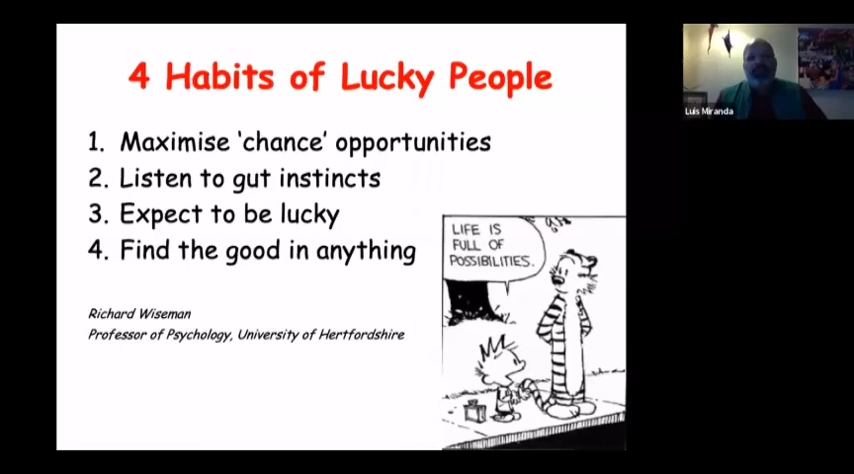 4 Habits of Lucky People
1. Maximise ‘chance’ opportunities
2. Listen to gut instincts
3. Expect to be lucky
4. Find the good in anything
Richard Wiseman
Professor of Psychology, University of Hertfordshire
LIFE IS
FULL OF
POSSIBILITIES.
Luis Miranda